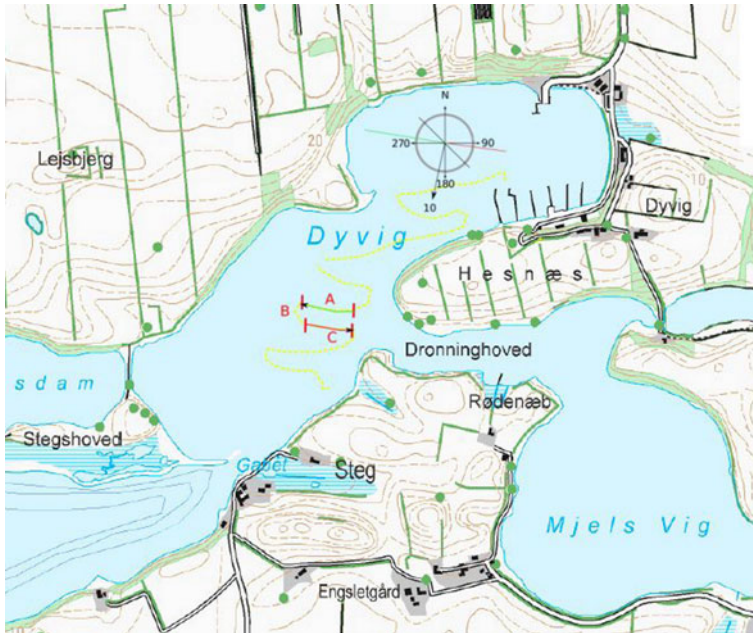 N
270
90
180
10
20
10
Lejsbjerg
Dyvig
Dyvig
Hesnæs
A
B
C
Dronninghoved
sdam
Rødenæb
Stegshoved
Gabet
Steg
Mjels Vig
Engsletgård